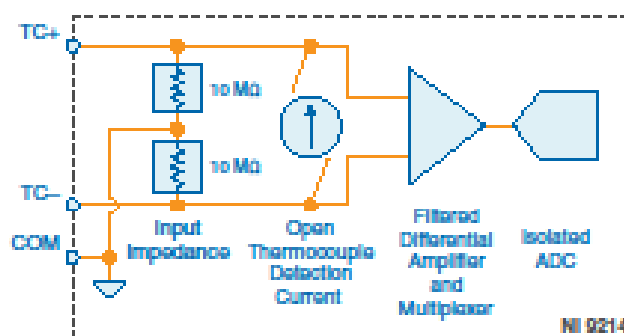 TC+
10 MΩ
10 MΩ
TC–
COM
Input
Impedance
Open
Thermocouple
Detection
Current
Filtered
Differential
Amplifier
and
Multiplexer
Isolated
ADC
NI 9214